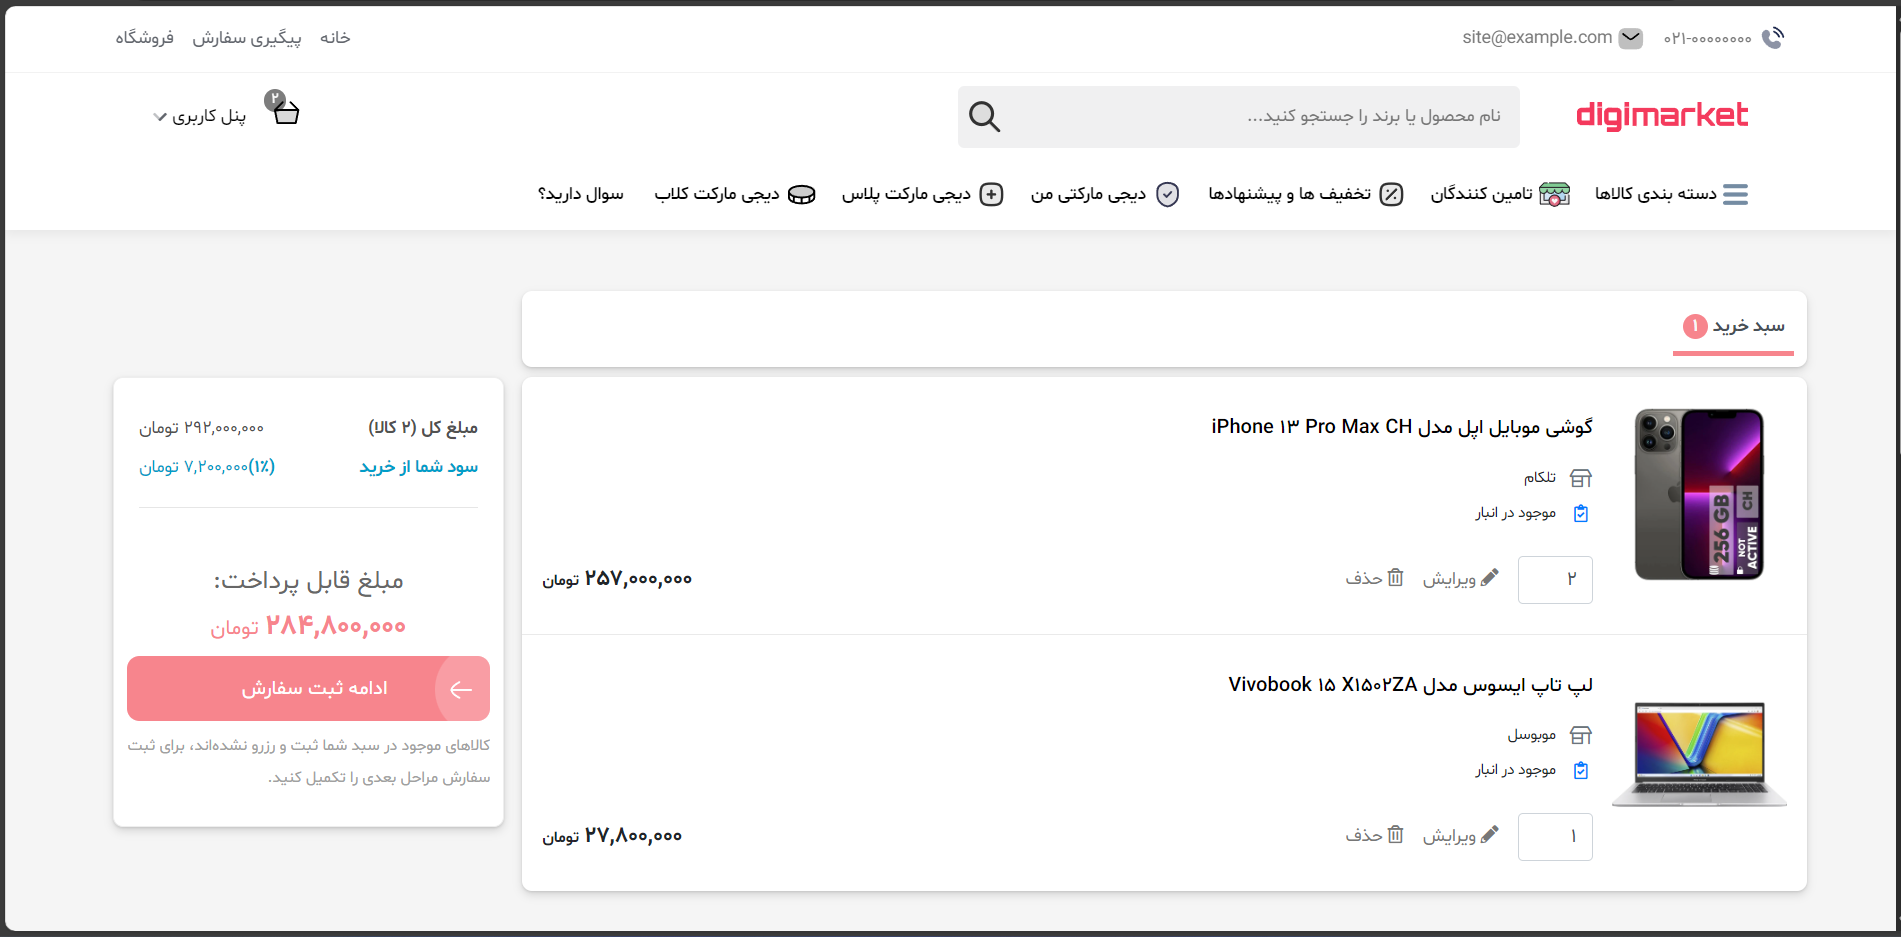 ۰۲۱-۰۰۰۰۰۰۰۰ site@example.com
خانه پیگیری سفارش فروشگاه
digimarket
نام محصول یا برند را جستجو کنید...
۲
پنل کاربری
دسته بندی کالاها تامین کنندگان تخفیف ها و پیشنهادها دیجی مارکتی من دیجی مارکت پلاس دیجی مارکت کلاب سوال دارید؟
سبد خرید ۱
گوشی موبایل اپل مدل iPhone ۱۳ Pro Max CH
تلکام
موجود در انبار
۲ ویرایش حذف
۲۵۷,۰۰۰,۰۰۰ تومان
256 GB
CH
NOT ACTIVE
لپ تاپ ایسوس مدل Vivobook ۱۵ X۱۵۰۲ZA
موبوسل
موجود در انبار
۱ ویرایش حذف
۲۷,۸۰۰,۰۰۰ تومان
مبلغ کل (۲ کالا) ۲۹۲,۰۰۰,۰۰۰ تومان
سود شما از خرید (۱٪)۷,۲۰۰,۰۰۰ تومان
مبلغ قابل پرداخت:
۲۸۴,۸۰۰,۰۰۰ تومان
ادامه ثبت سفارش
کالاهای موجود در سبد شما ثبت و رزرو نشده‌اند، برای ثبت
سفارش مراحل بعدی را تکمیل کنید.